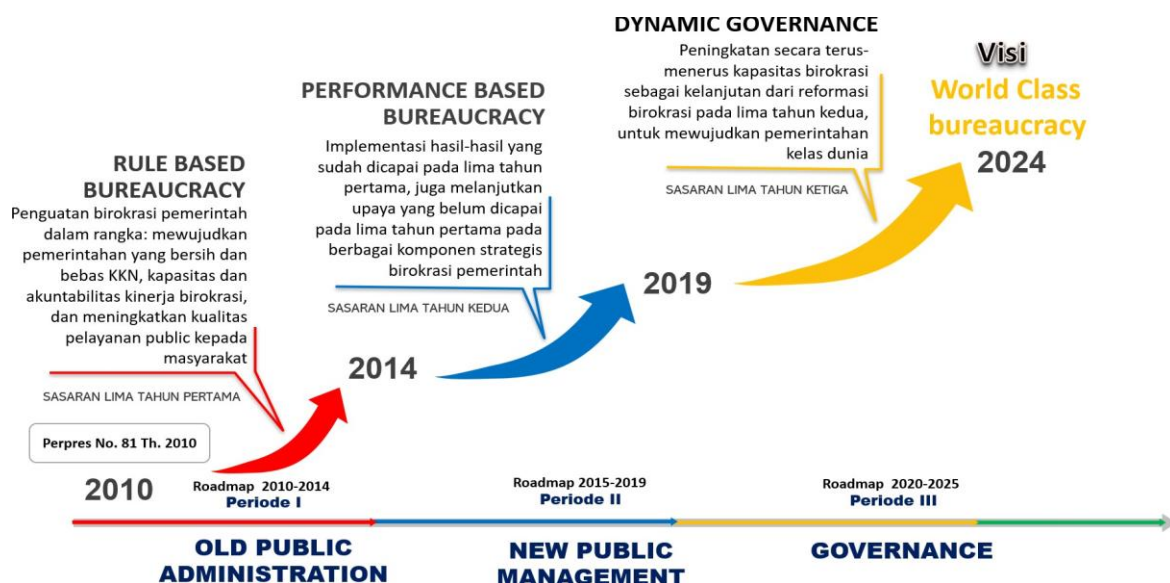 RULE BASED
BUREAUCRACY
Penguatan birokrasi pemerintah
dalam rangka: mewujudkan
pemerintahan yang bersih dan
bebas KKN, kapasitas dan
akuntabilitas kinerja birokrasi,
dan meningkatkan kualitas
pelayanan public kepada
masyarakat
SASARAN LIMA TAHUN PERTAMA
Perpres No. 81 Th. 2010
2010
PERFORMANCE BASED
BUREAUCRACY
Implementasi hasil-hasil yang
sudah dicapai pada lima tahun
pertama, juga melanjutkan
upaya yang belum dicapai
pada lima tahun pertama pada
berbagai komponen strategis
birokrasi pemerintah
SASARAN LIMA TAHUN KEDUA
2014
DYNAMIC GOVERNANCE
Peningkatan secara terus-
menerus kapasitas birokrasi
sebagai kelanjutan dari reformasi
birokrasi pada lima tahun kedua,
untuk mewujudkan pemerintahan
kelas dunia
SASARAN LIMA TAHUN KETIGA
2019
Visi
World Class
bureaucracy
2024
Roadmap 2010-2014
Periode I
Roadmap 2015-2019
Periode II
Roadmap 2020-2025
Periode III
OLD PUBLIC
ADMINISTRATION
NEW PUBLIC
MANAGEMENT
GOVERNANCE